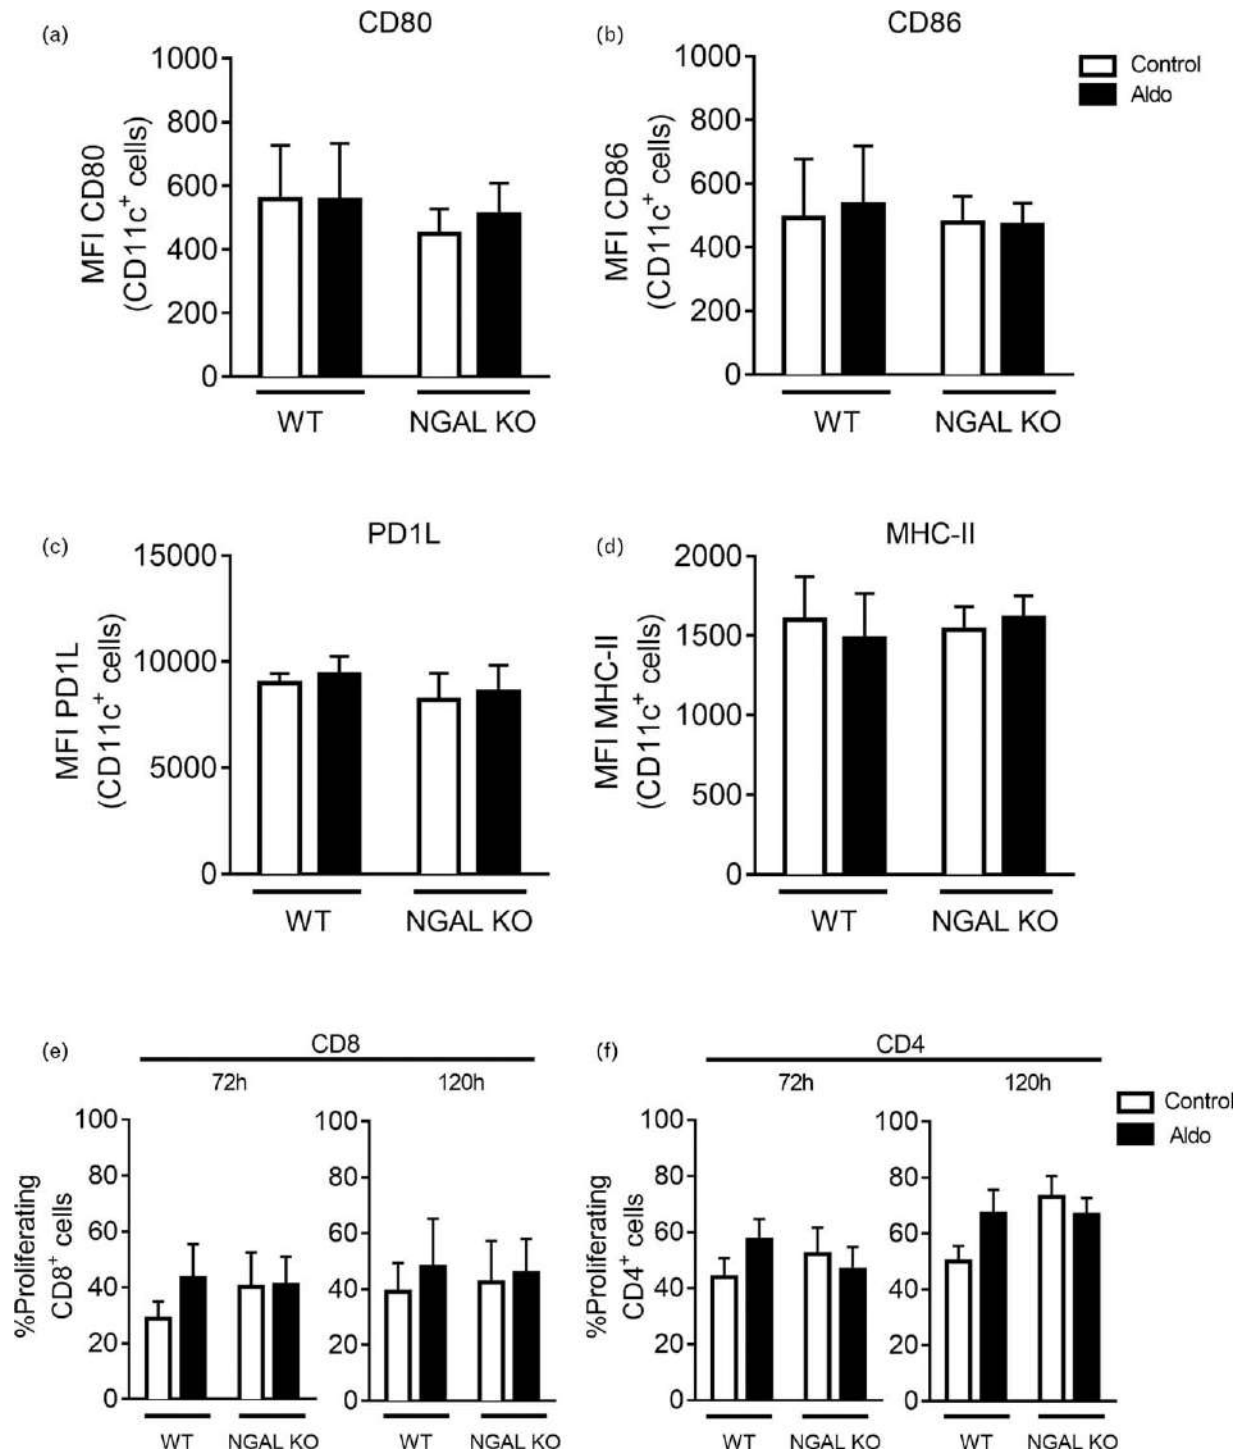 (a)
CD80
MFI CD80
(CD11c⁺ cells)
1000
800
600
400
200
0
WT
NGAL KO
(b)
CD86
MFI CD86
(CD11c⁺ cells)
1000
800
600
400
200
0
WT
NGAL KO
Control
Aldo
(c)
PD1L
MFI PD1L
(CD11c⁺ cells)
15000
10000
5000
0
WT
NGAL KO
(d)
MHC-II
MFI MHC-II
(CD11c⁺ cells)
2000
1500
1000
500
0
WT
NGAL KO
(e)
CD8
72h
120h
%Proliferating
CD8⁺ cells
100
80
60
40
20
0
WT
NGAL KO
100
80
60
40
20
0
WT
NGAL KO
(f)
CD4
72h
120h
%Proliferating
CD4⁺ cells
100
80
60
40
20
0
WT
NGAL KO
100
80
60
40
20
0
WT
NGAL KO
Control
Aldo